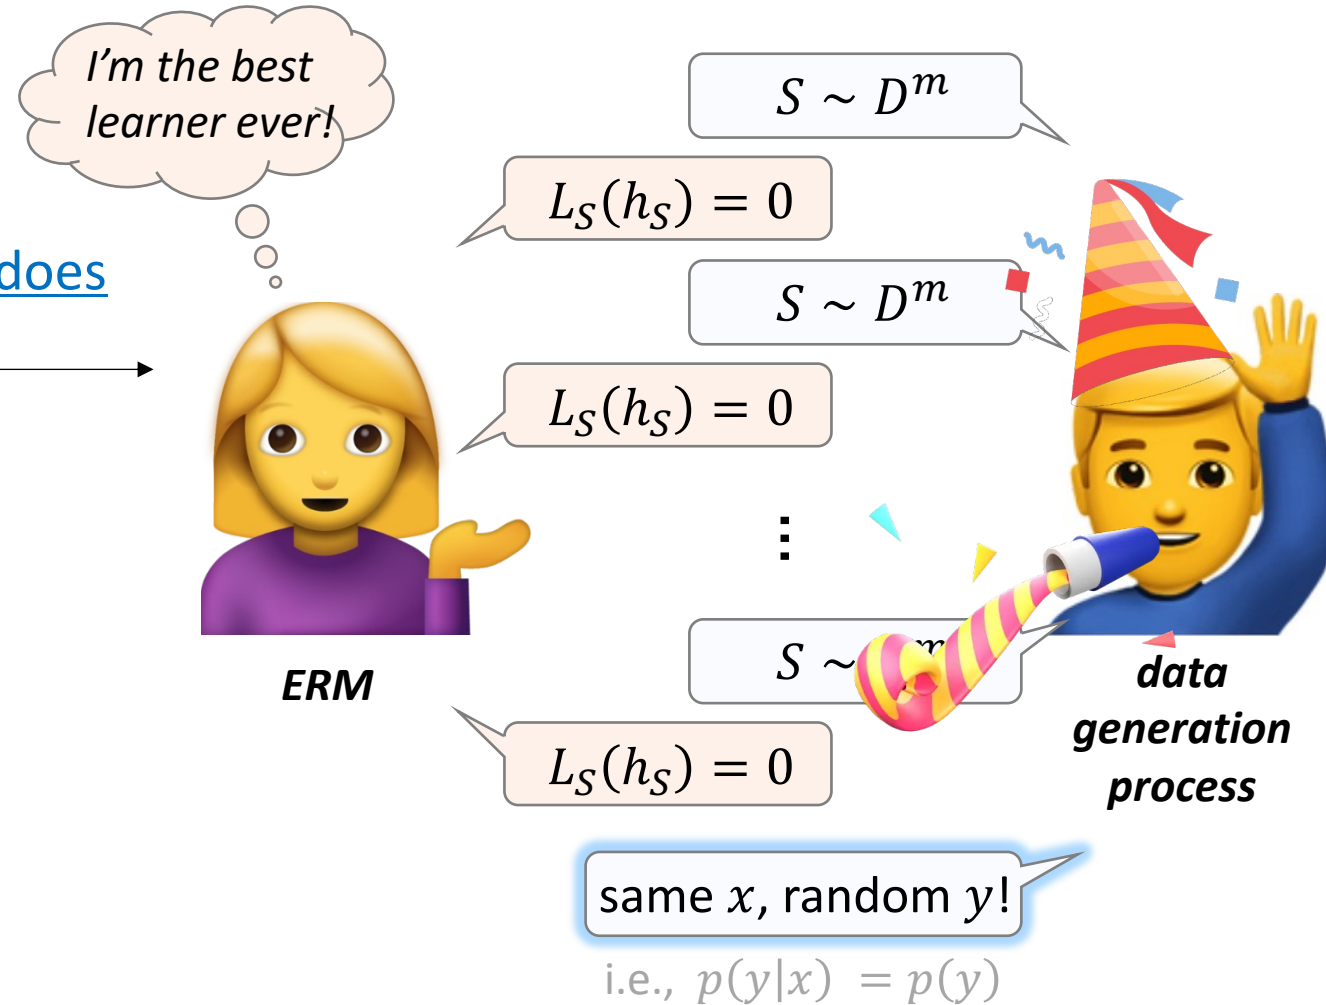 I'm the best
learner ever!
S ~ D^m
L_S(h_S) = 0
does
S ~ D^m
L_S(h_S) = 0
⋮
S ~ m
ERM
data
generation
process
L_S(h_S) = 0
same x, random y!
i.e., p(y|x) = p(y)